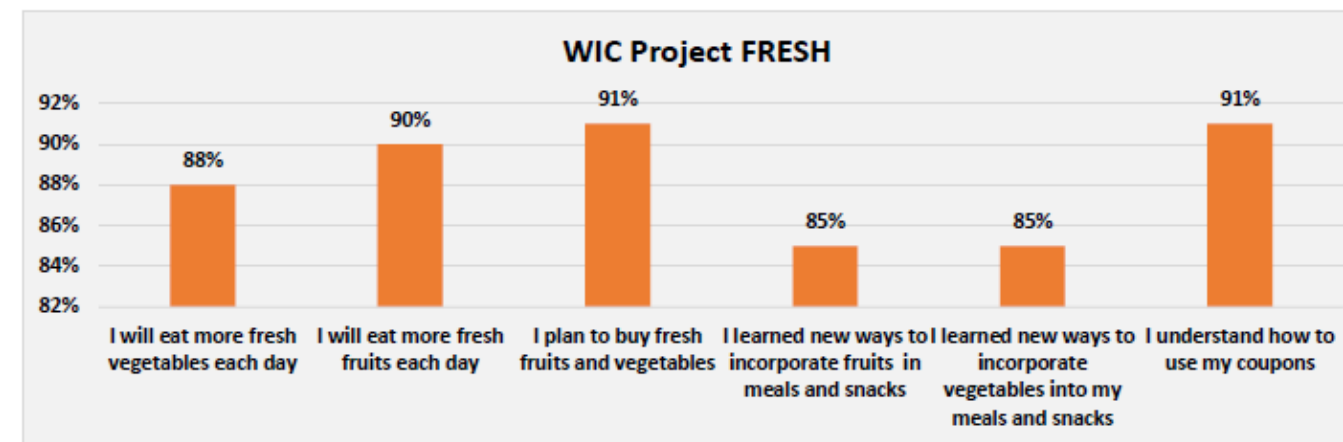 WIC Project FRESH
92%
90%
88%
86%
84%
82%
88%
90%
91%
85%
85%
91%
I will eat more fresh
vegetables each day
I will eat more fresh
fruits each day
I plan to buy fresh
fruits and vegetables
I learned new ways to
incorporate fruits in
meals and snacks
I learned new ways to
incorporate
vegetables into my
meals and snacks
I understand how to
use my coupons